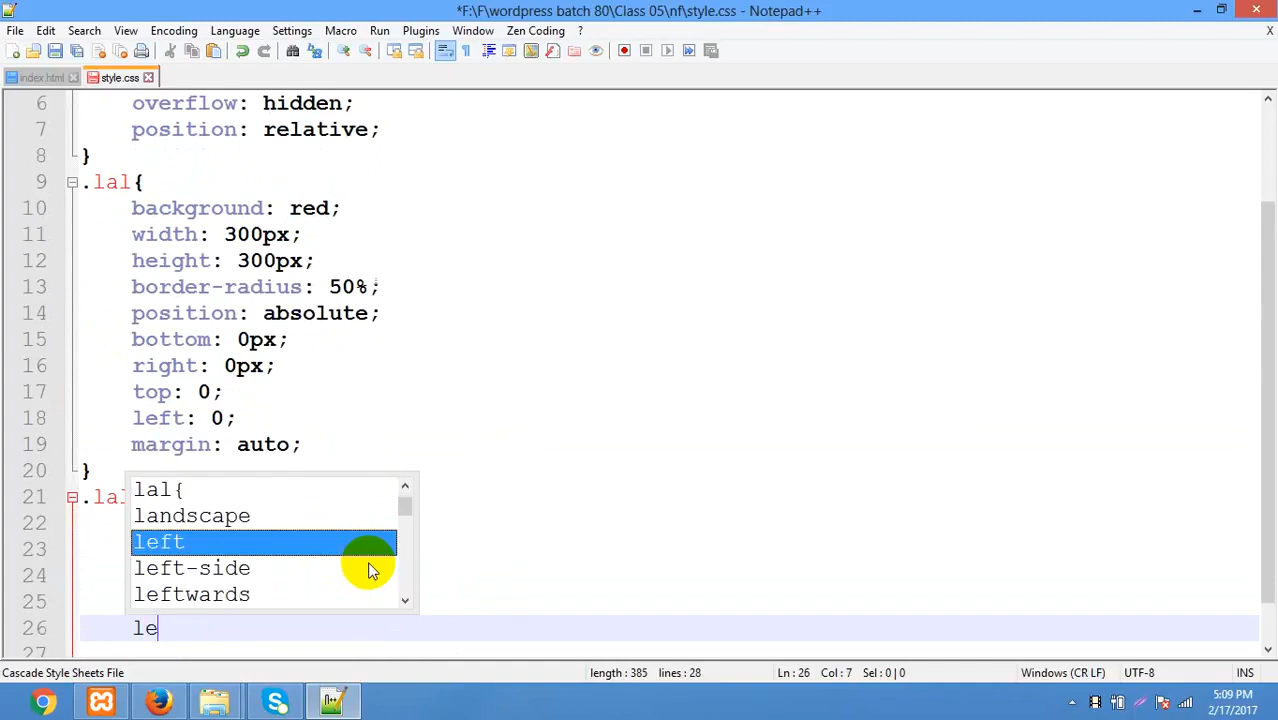 *F:\F\wordpress batch 80\Class 05\nf\style.css - Notepad++
File Edit Search View Encoding Language Settings Macro Run Plugins Window Zen Coding ? X
index.html style.css
6 overflow: hidden;
7 position: relative;
8 }
9 .lal{
10 background: red;
11 width: 300px;
12 height: 300px;
13 border-radius: 50%;
14 position: absolute;
15 bottom: 0px;
16 right: 0px;
17 top: 0;
18 left: 0;
19 margin: auto;
20 }
21 .lal
lal{
22
landscape
23
left
24
left-side
25
leftwards
26 le
27
Cascade Style Sheets File length : 385 lines : 28 Ln : 26 Col : 7 Sel : 0 | 0 Windows (CR LF) UTF-8 INS
5:09 PM
2/17/2017